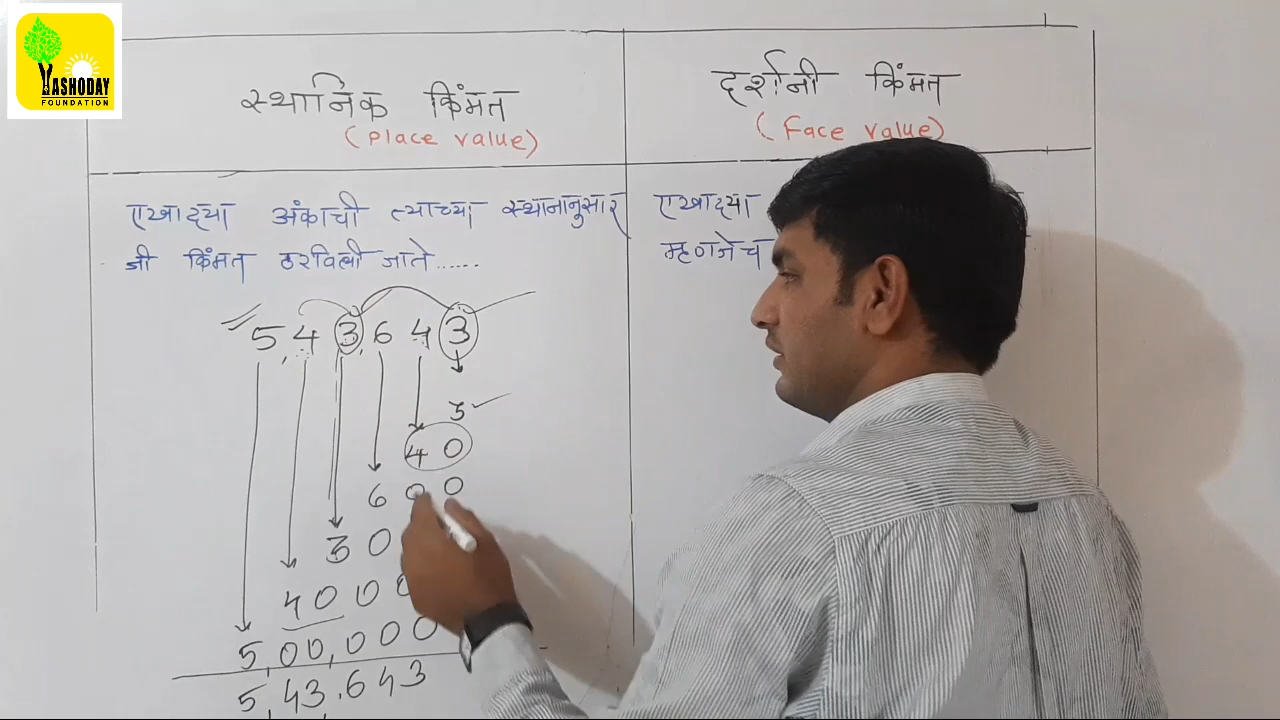 YASHODAY
FOUNDATION
स्थानिक किंमत
(Place value)
दर्शनी किंमत
(Face value)
एखाद्या अंकाची त्याच्या स्थानानुसार
जी किंमत ठरविली जाते......
एखाद्या
म्हणजेच
5,43,643
3
40
600
30
4000
5,00,000
5,43,643